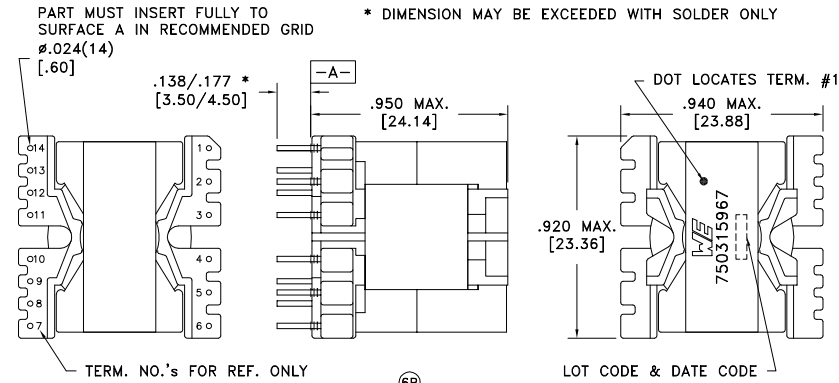 PART MUST INSERT FULLY TO
SURFACE A IN RECOMMENDED GRID
ø.024(14)
[.60]
* DIMENSION MAY BE EXCEEDED WITH SOLDER ONLY
.138/.177 *
[3.50/4.50]
-A-
.950 MAX.
[24.14]
DOT LOCATES TERM. #1
.940 MAX.
[23.88]
14
13
12
11
10
9
8
7
1
2
3
4
5
6
.920 MAX.
[23.36]
WE
750315967
TERM. NO.'s FOR REF. ONLY
6B
LOT CODE & DATE CODE